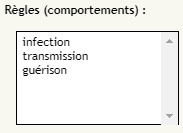 Règles (comportements) :
infection
transmission
guérison